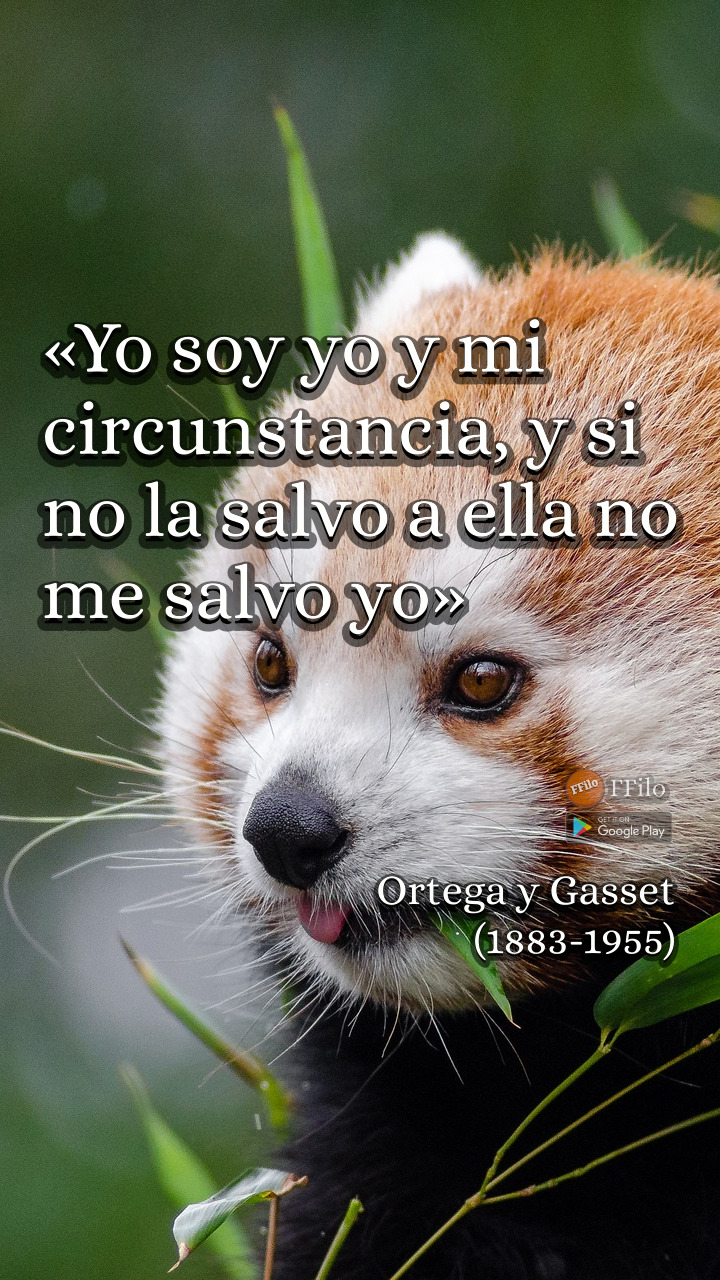 «Yo soy yo y mi
circunstancia, y si
no la salvo a ella no
me salvo yo»
FFilo FFilo
GET IT ON
Google Play
Ortega y Gasset
(1883-1955)